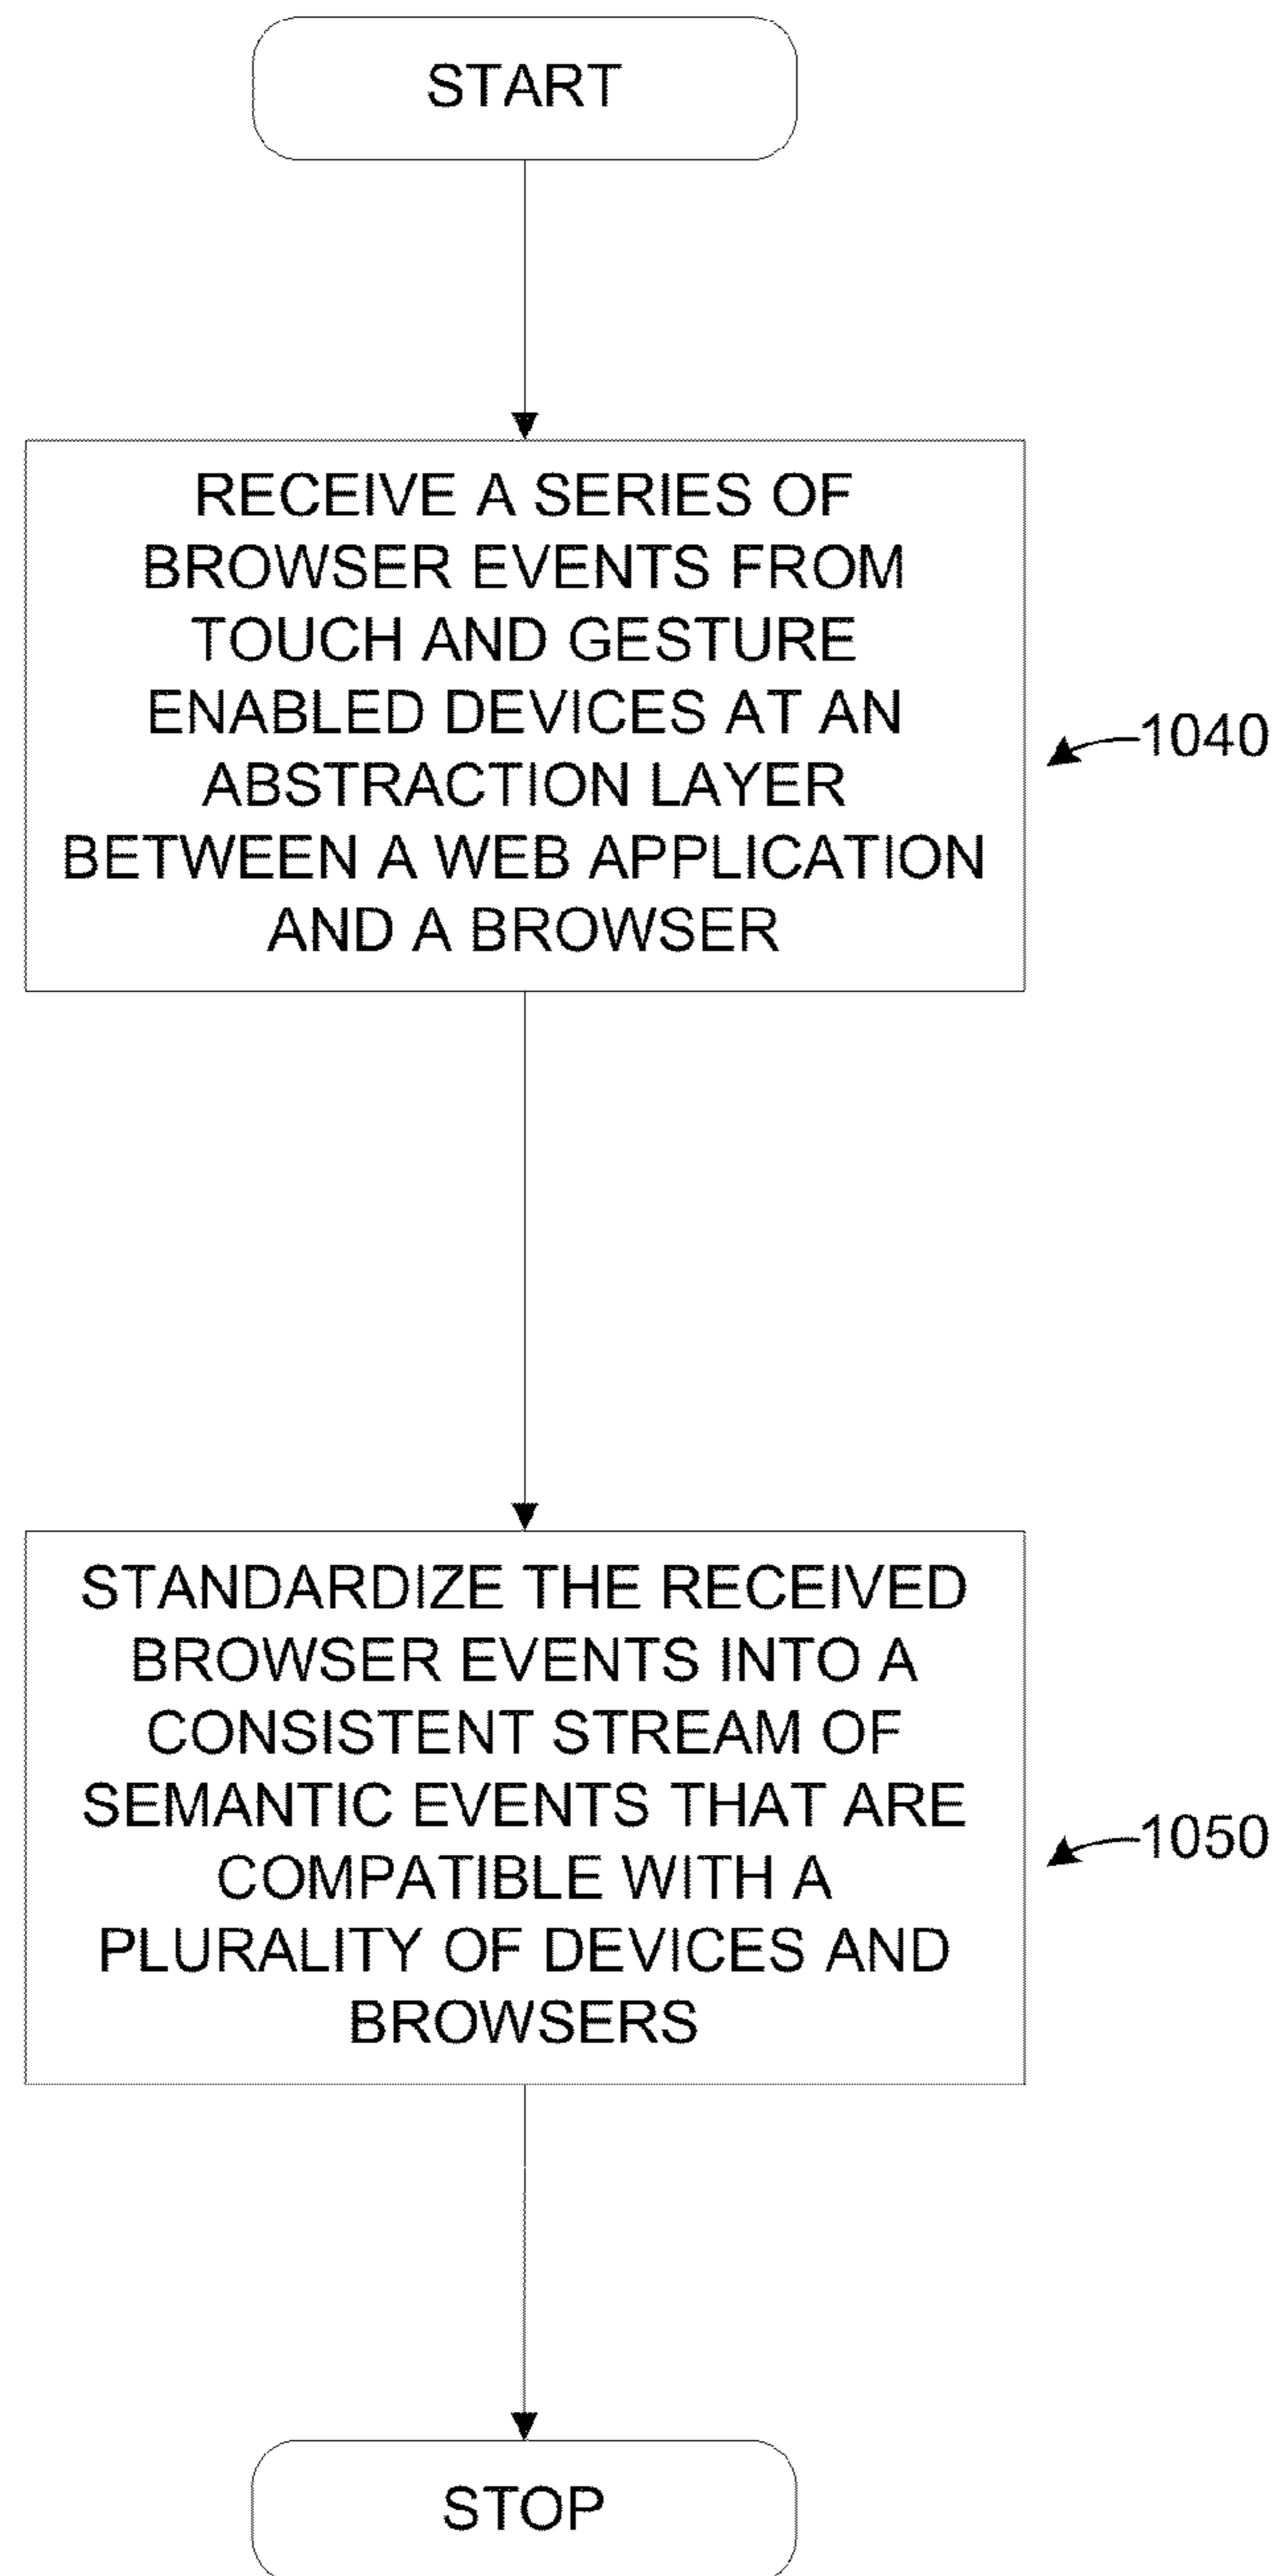 START
RECEIVE A SERIES OF
BROWSER EVENTS FROM
TOUCH AND GESTURE
ENABLED DEVICES AT AN
ABSTRACTION LAYER
BETWEEN A WEB APPLICATION
AND A BROWSER
1040
STANDARDIZE THE RECEIVED
BROWSER EVENTS INTO A
CONSISTENT STREAM OF
SEMANTIC EVENTS THAT ARE
COMPATIBLE WITH A
PLURALITY OF DEVICES AND
BROWSERS
1050
STOP